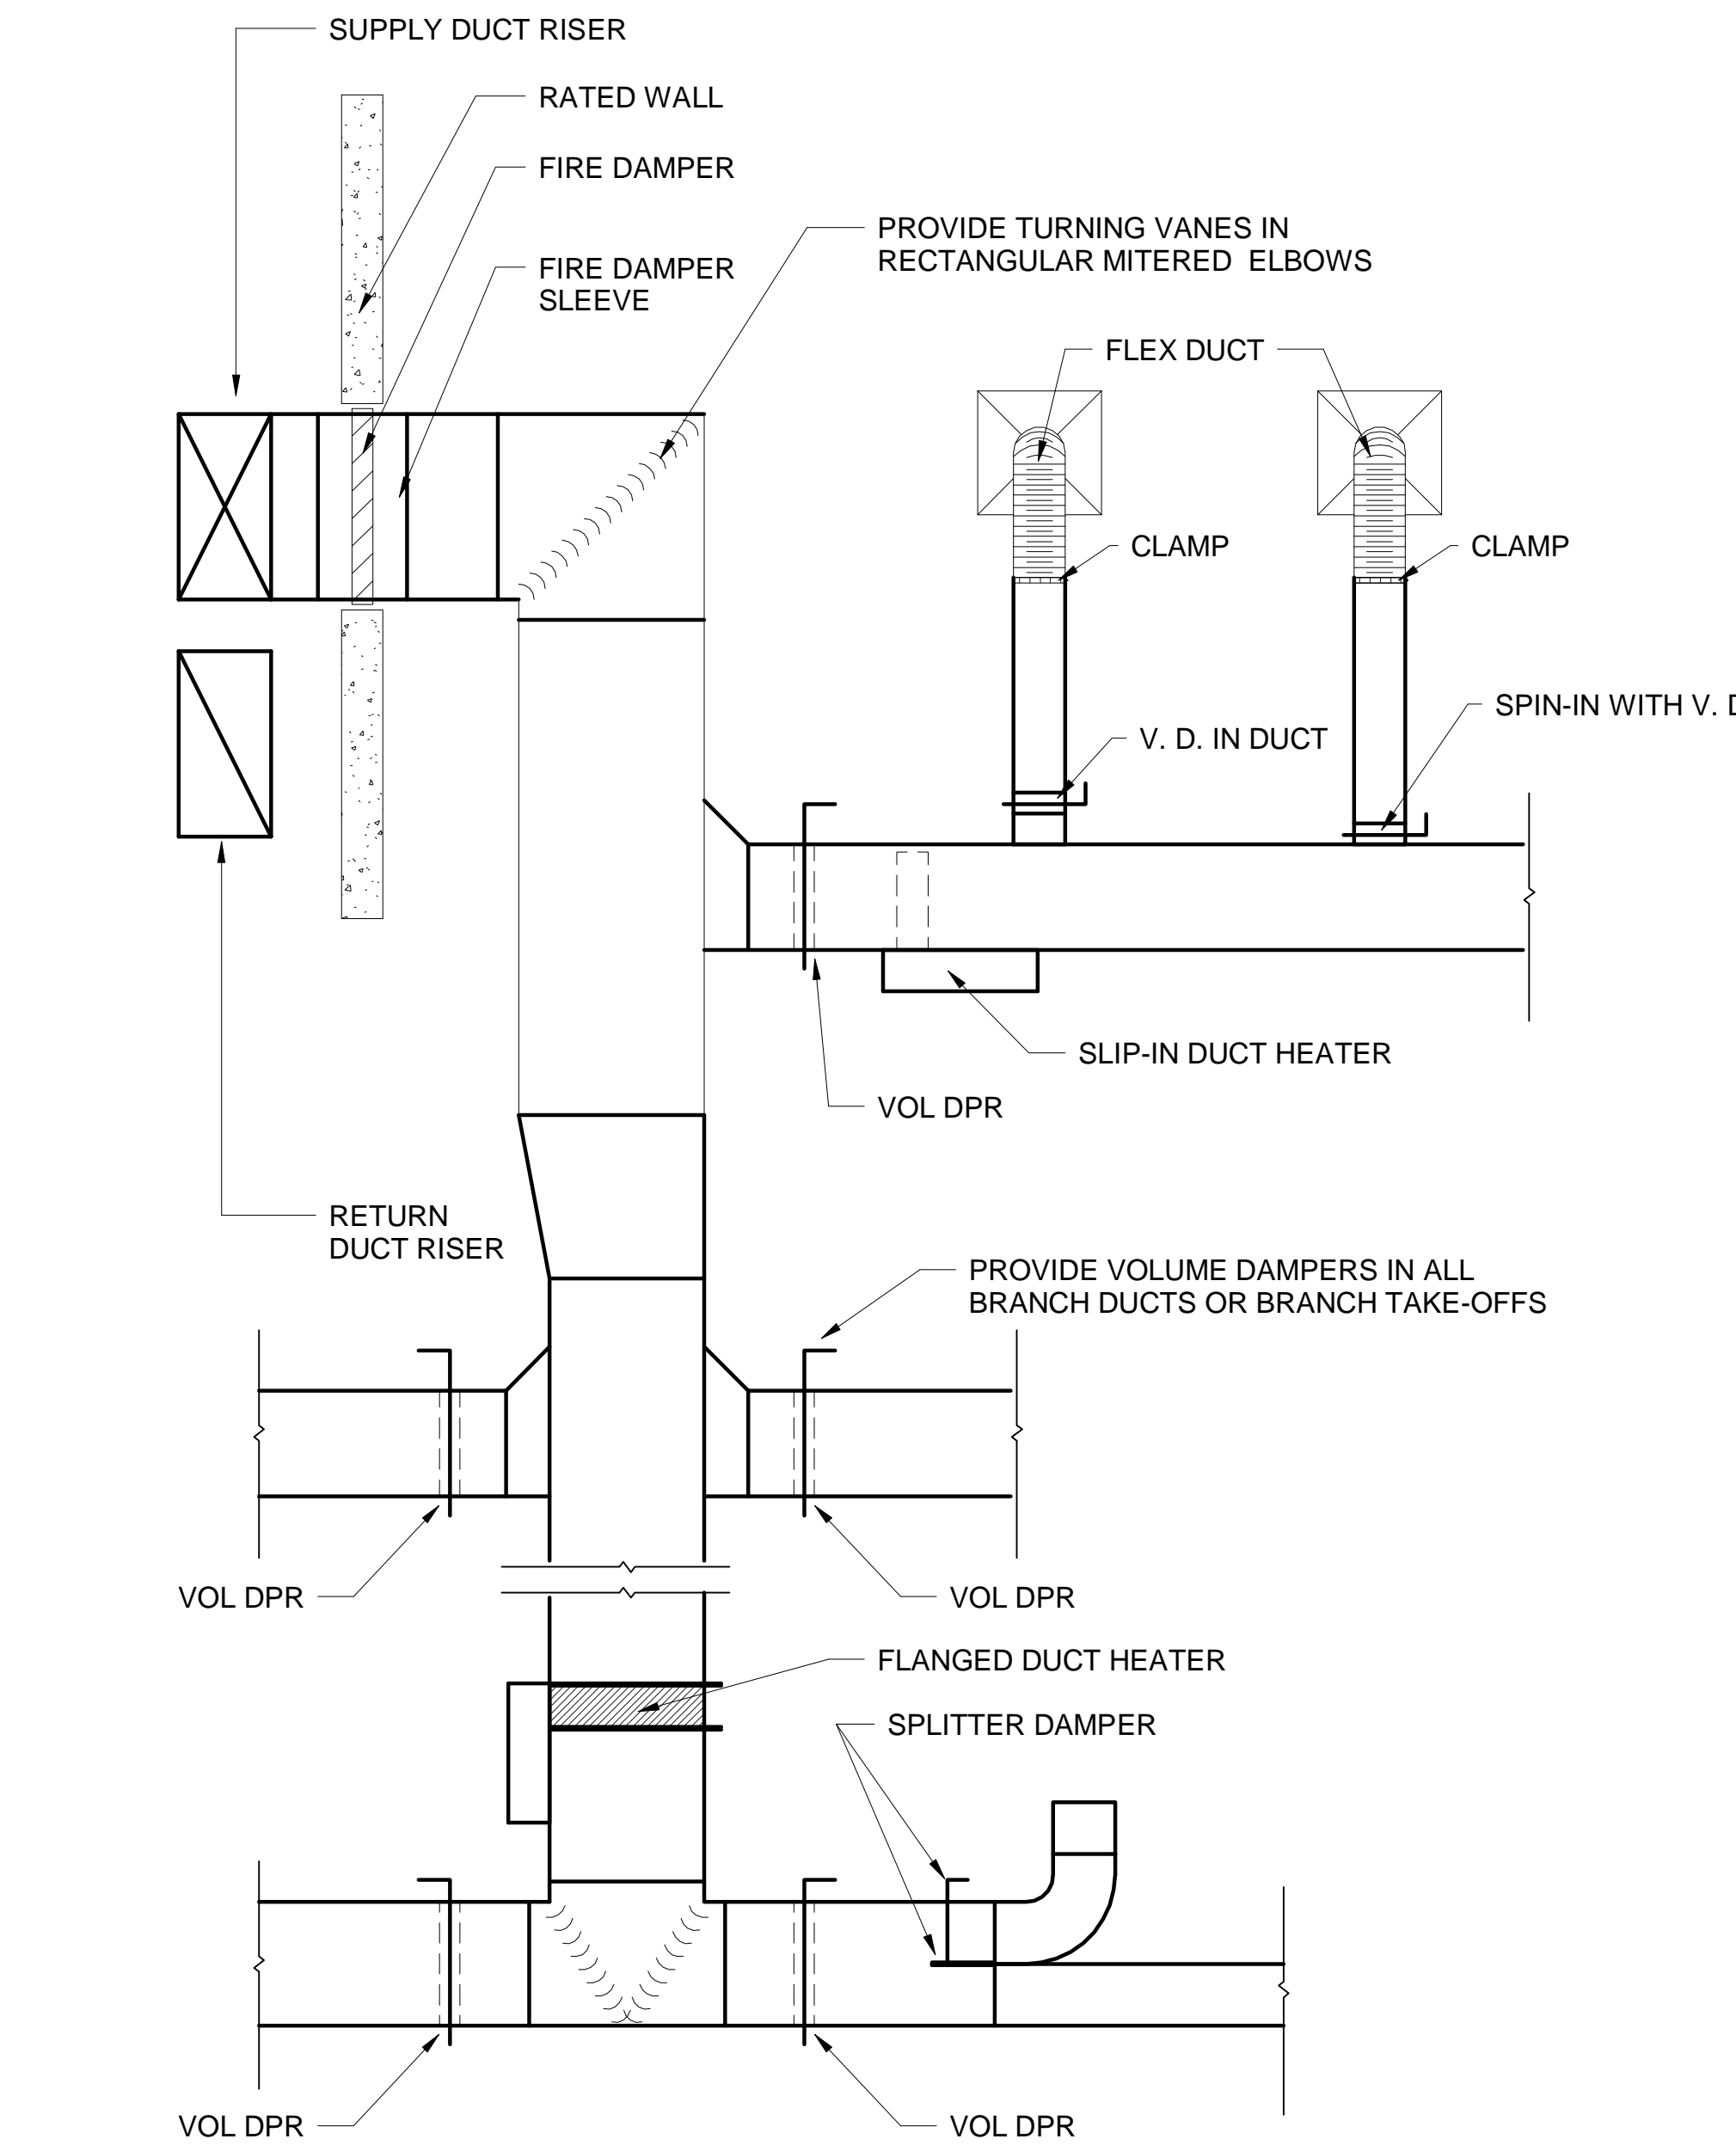 SUPPLY DUCT RISER
RATED WALL
FIRE DAMPER
PROVIDE TURNING VANES IN
RECTANGULAR MITERED ELBOWS
FIRE DAMPER
SLEEVE
FLEX DUCT
CLAMP
CLAMP
SPIN-IN WITH V. D
V. D. IN DUCT
SLIP-IN DUCT HEATER
VOL DPR
RETURN
DUCT RISER
PROVIDE VOLUME DAMPERS IN ALL
BRANCH DUCTS OR BRANCH TAKE-OFFS
VOL DPR
VOL DPR
FLANGED DUCT HEATER
SPLITTER DAMPER
VOL DPR
VOL DPR